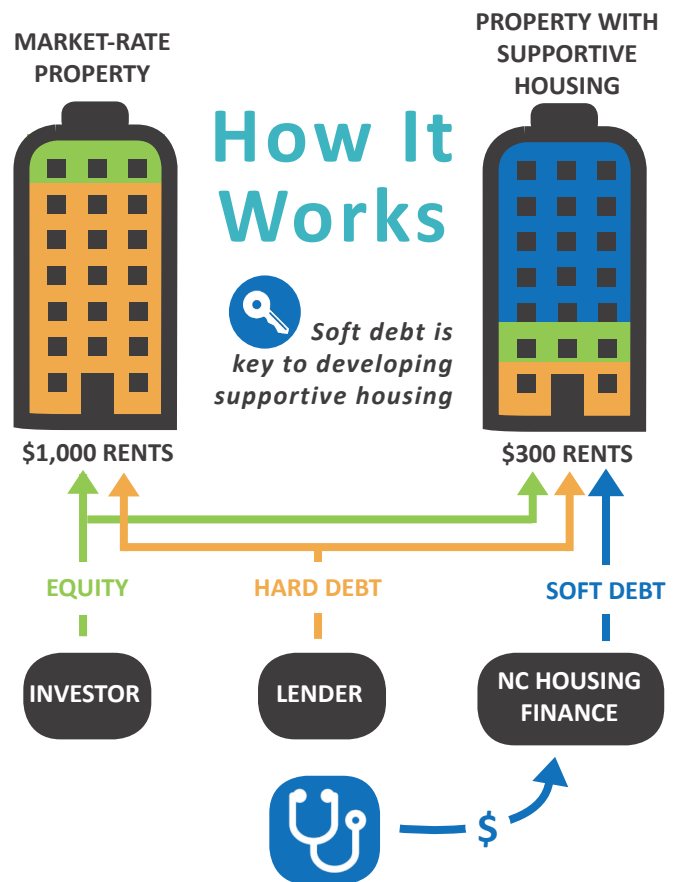 MARKET-RATE
PROPERTY
PROPERTY WITH
SUPPORTIVE
HOUSING
How It
Works
Soft debt is
key to developing
supportive housing
$1,000 RENTS
$300 RENTS
EQUITY
HARD DEBT
SOFT DEBT
INVESTOR
LENDER
NC HOUSING
FINANCE
$